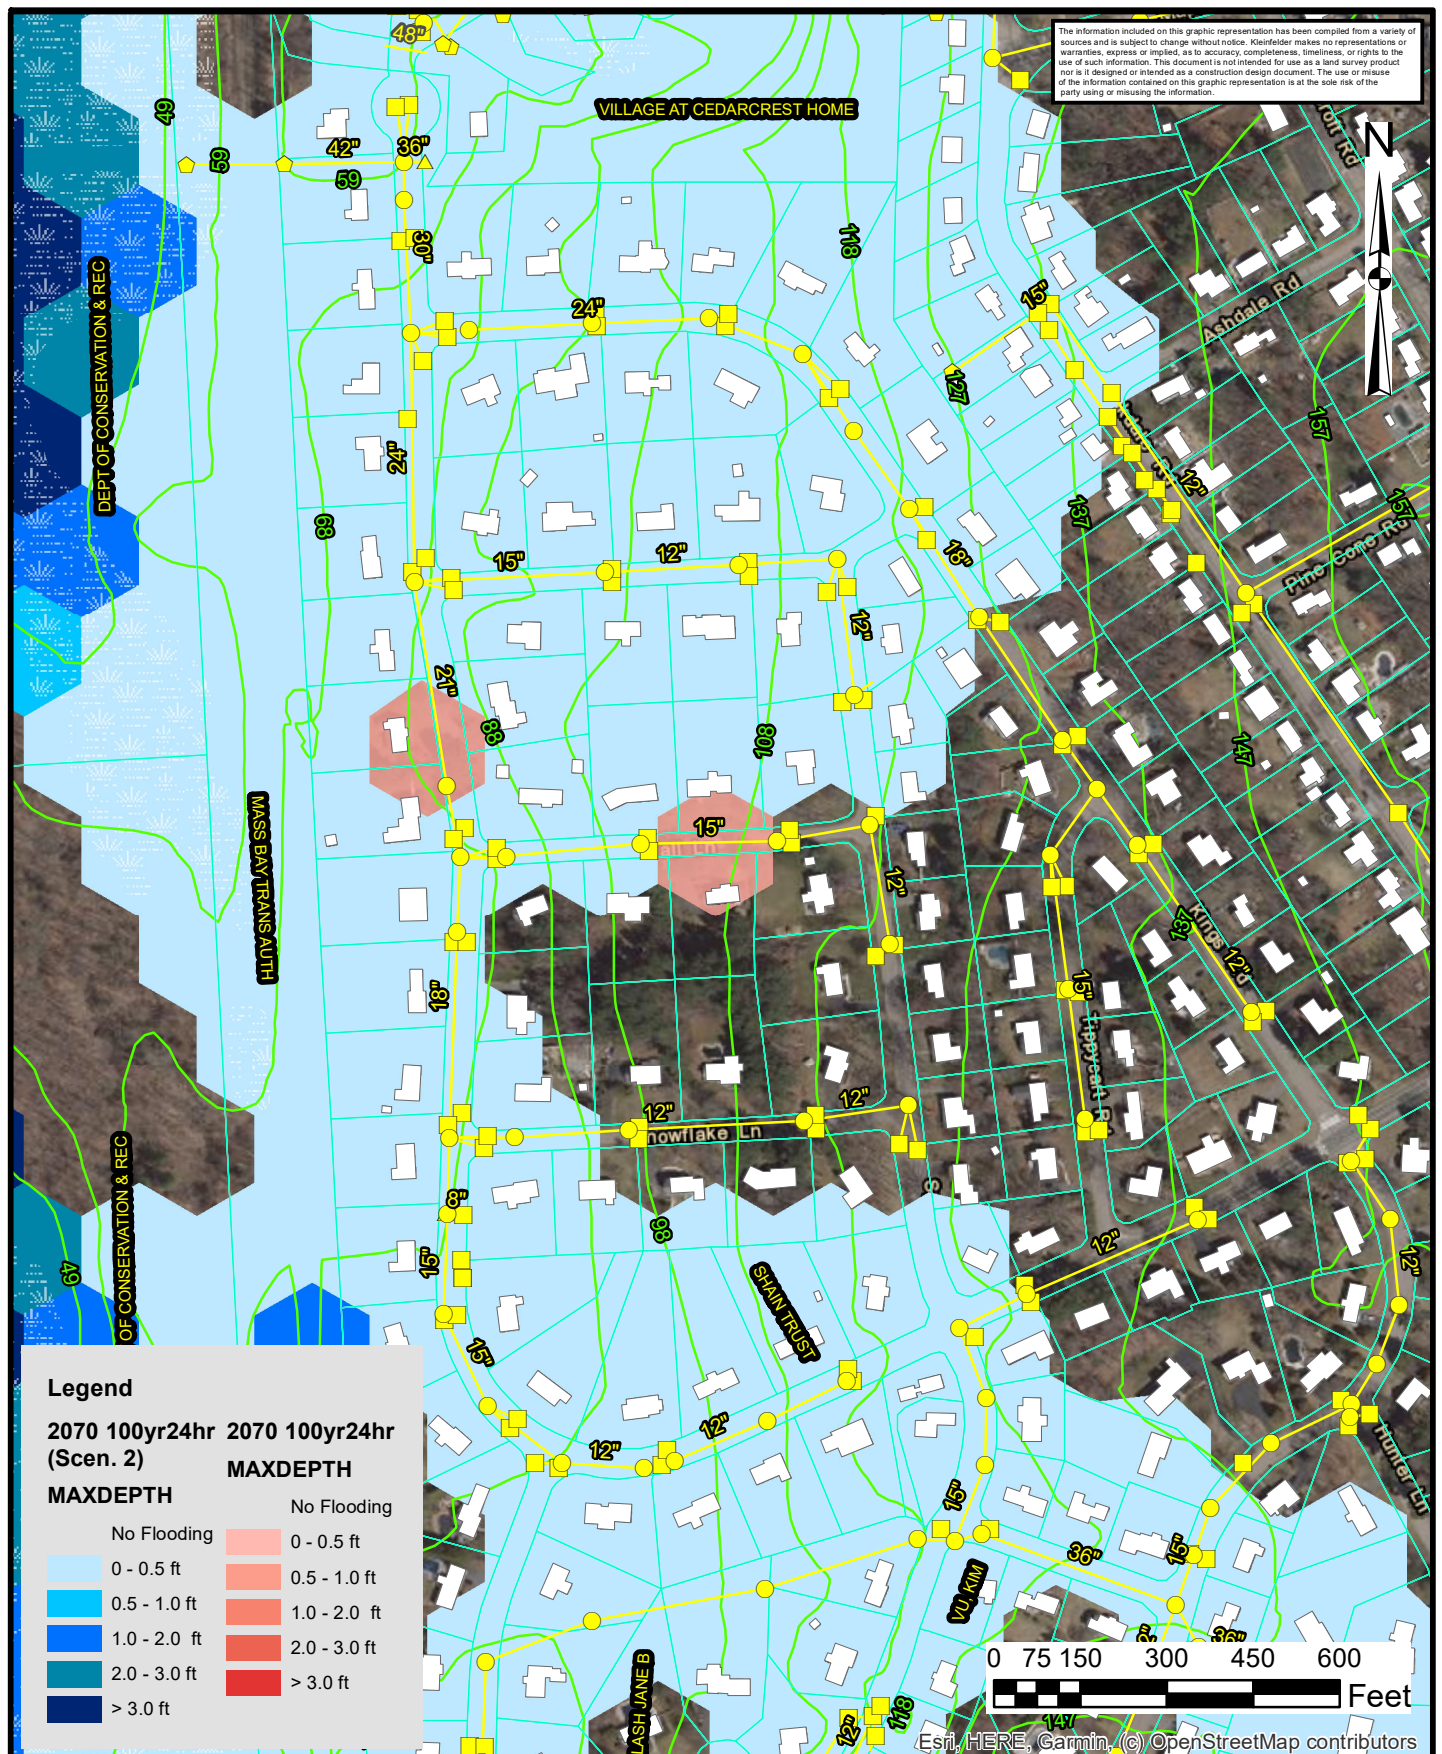 The information included on this graphic representation has been compiled from a variety of
sources and is subject to change without notice. Kleinfelder makes no representations or
warranties, express or implied, as to accuracy, completeness, timeliness, or rights to the
use of such information. This document is not intended for use as a land survey product
nor is it designed or intended as a construction design document. The use or misuse
of the information contained on this graphic representation is at the sole risk of the
party using or misusing the information.
48"
VILLAGE AT CEDARCREST HOME
N
49
59
42"
36"
59
30"
118
DEPT OF CONSERVATION & REC
24"
15"
Ashdale Rd
127
157
24"
12"
137
157
Pine Cone Rd
89
15"
12"
18"
12"
21"
88
108
147
15"
12"
MASS BAY TRANS AUTH
137
Kings Rd
12"
18"
15"
Tippycart Rd
12"
12"
nowflake Ln
OF CONSERVATION & REC
8"
15"
98
12"
12"
49
SHAIN TRUST
15"
12"
12"
Hunter Ln
15"
36"
15"
VU, KIM
36"
2"
LASH JANE B
12"
118
147
Legend
2070 100yr24hr
(Scen. 2)
MAXDEPTH
No Flooding
0 - 0.5 ft
0.5 - 1.0 ft
1.0 - 2.0 ft
2.0 - 3.0 ft
> 3.0 ft
2070 100yr24hr
MAXDEPTH
No Flooding
0 - 0.5 ft
0.5 - 1.0 ft
1.0 - 2.0 ft
2.0 - 3.0 ft
> 3.0 ft
0 75 150 300 450 600
Feet
Esri, HERE, Garmin, (c) OpenStreetMap contributors